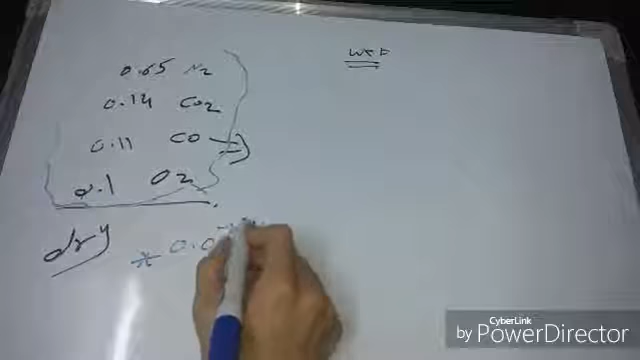 0.65 N2
0.14 CO2
0.11 CO
0.1 O2
dry
* 0.0
wet
CyberLink
by PowerDirector